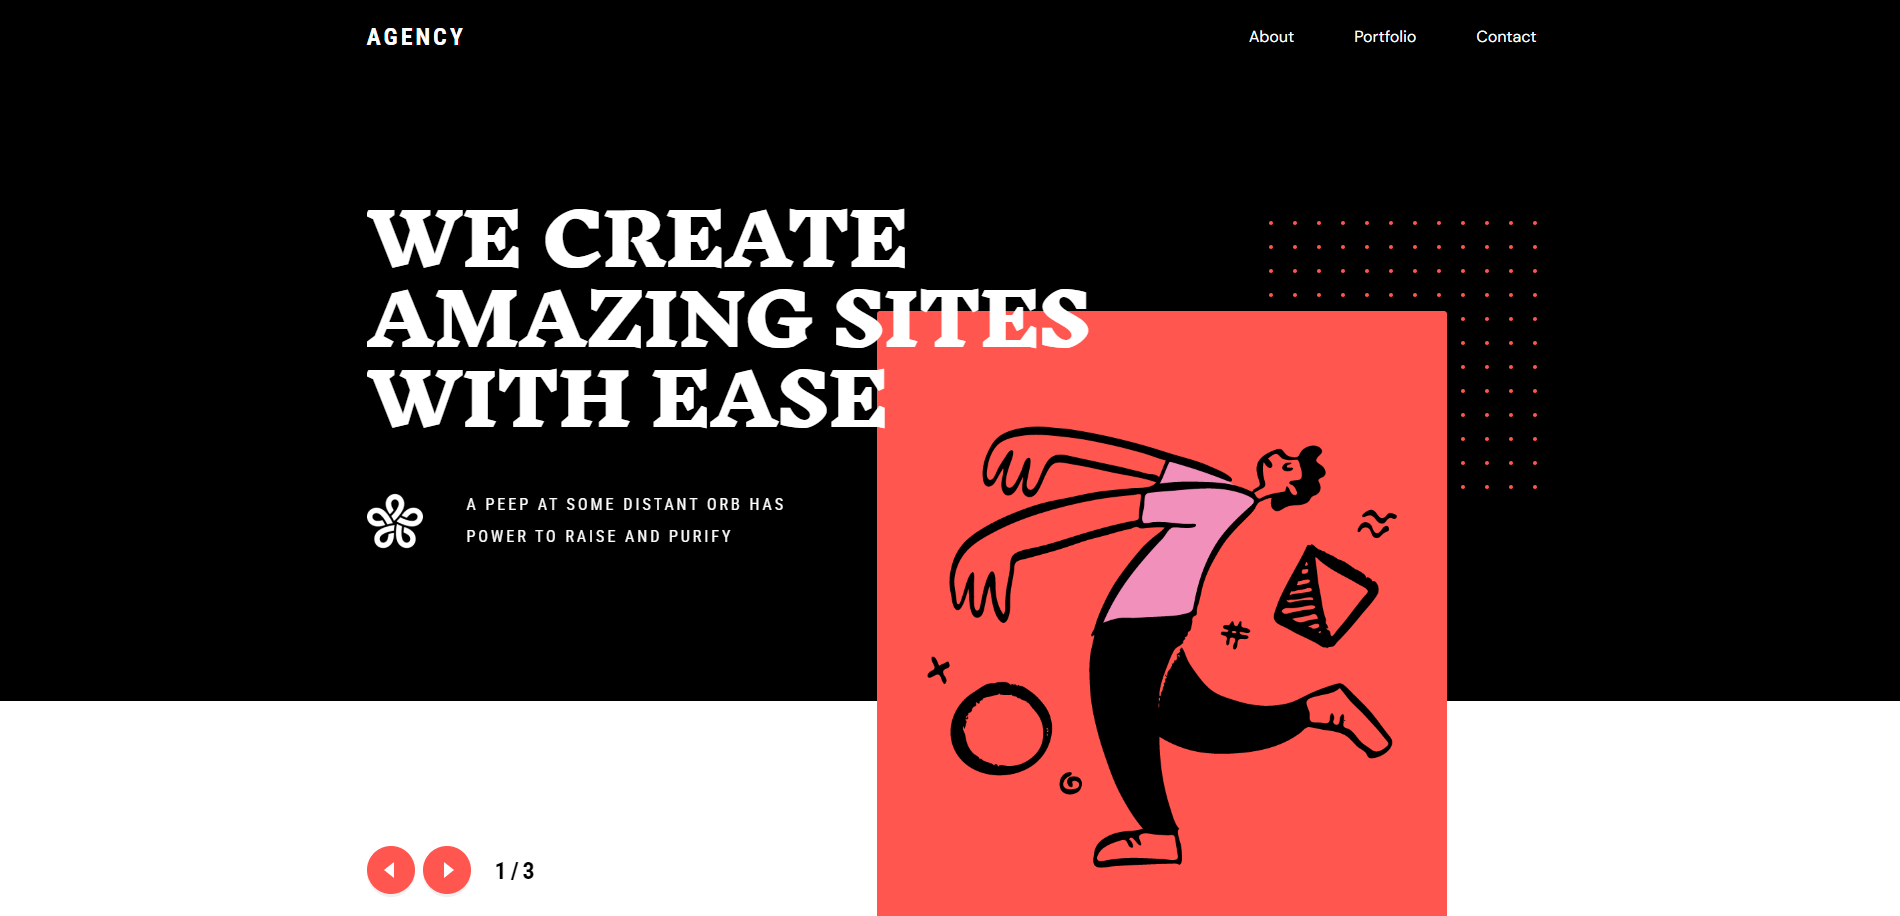 AGENCY
About
Portfolio
Contact
WE CREATE
AMAZING SITES
WITH EASE
A PEEP AT SOME DISTANT ORB HAS
POWER TO RAISE AND PURIFY
1 / 3